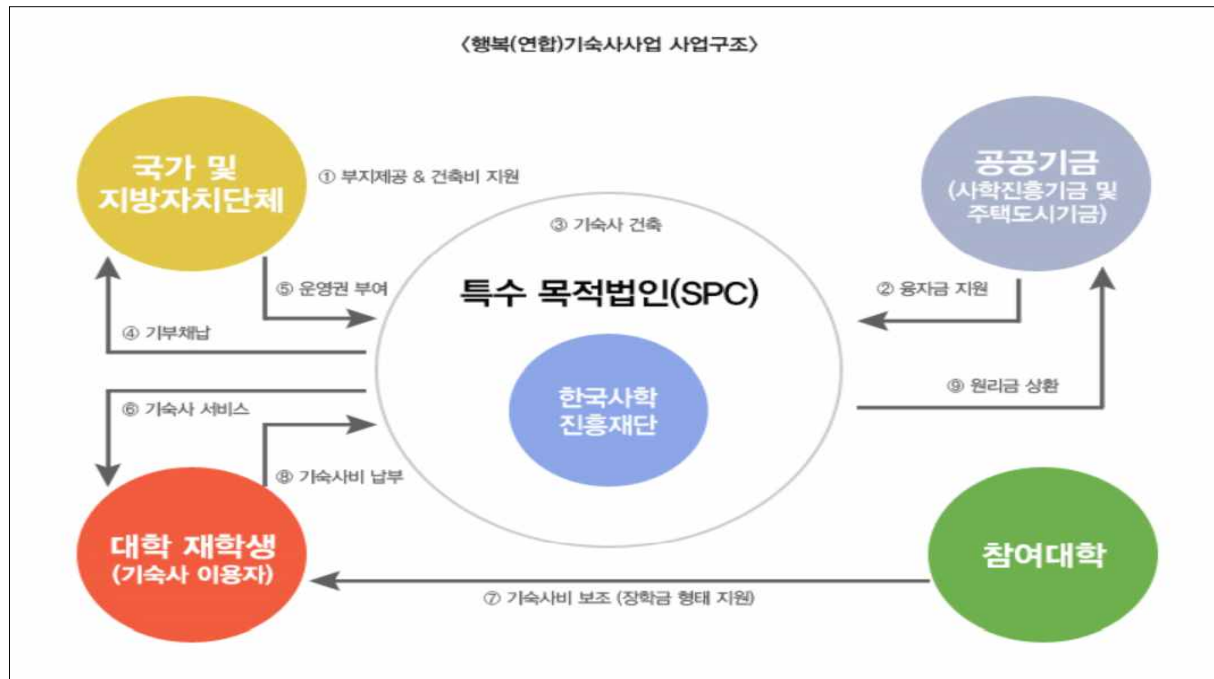 〈행복(연합)기숙사사업 사업구조〉
국가 및
지방자치단체
① 부지제공 & 건축비 지원
공공기금
(사학진흥기금 및
주택도시기금)
③ 기숙사 건축
특수 목적법인(SPC)
⑤ 운영권 부여
② 융자금 지원
④ 기부채납
한국사학
진흥재단
⑨ 원리금 상환
⑥ 기숙사 서비스
⑧ 기숙사비 납부
대학 재학생
(기숙사 이용자)
참여대학
⑦ 기숙사비 보조 (장학금 형태 지원)